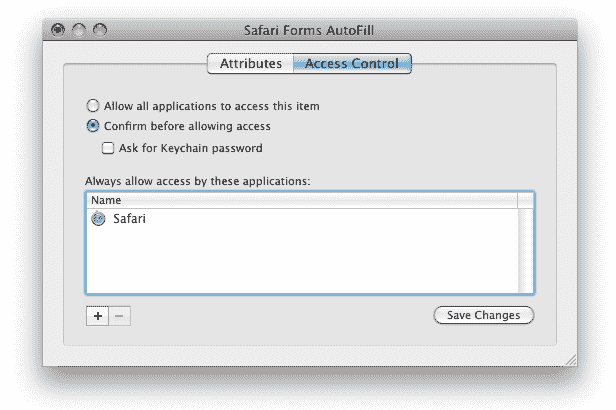 Safari Forms AutoFill
Attributes Access Control
Allow all applications to access this item
Confirm before allowing access
Ask for Keychain password
Always allow access by these applications:
Name
Safari
+ −
Save Changes